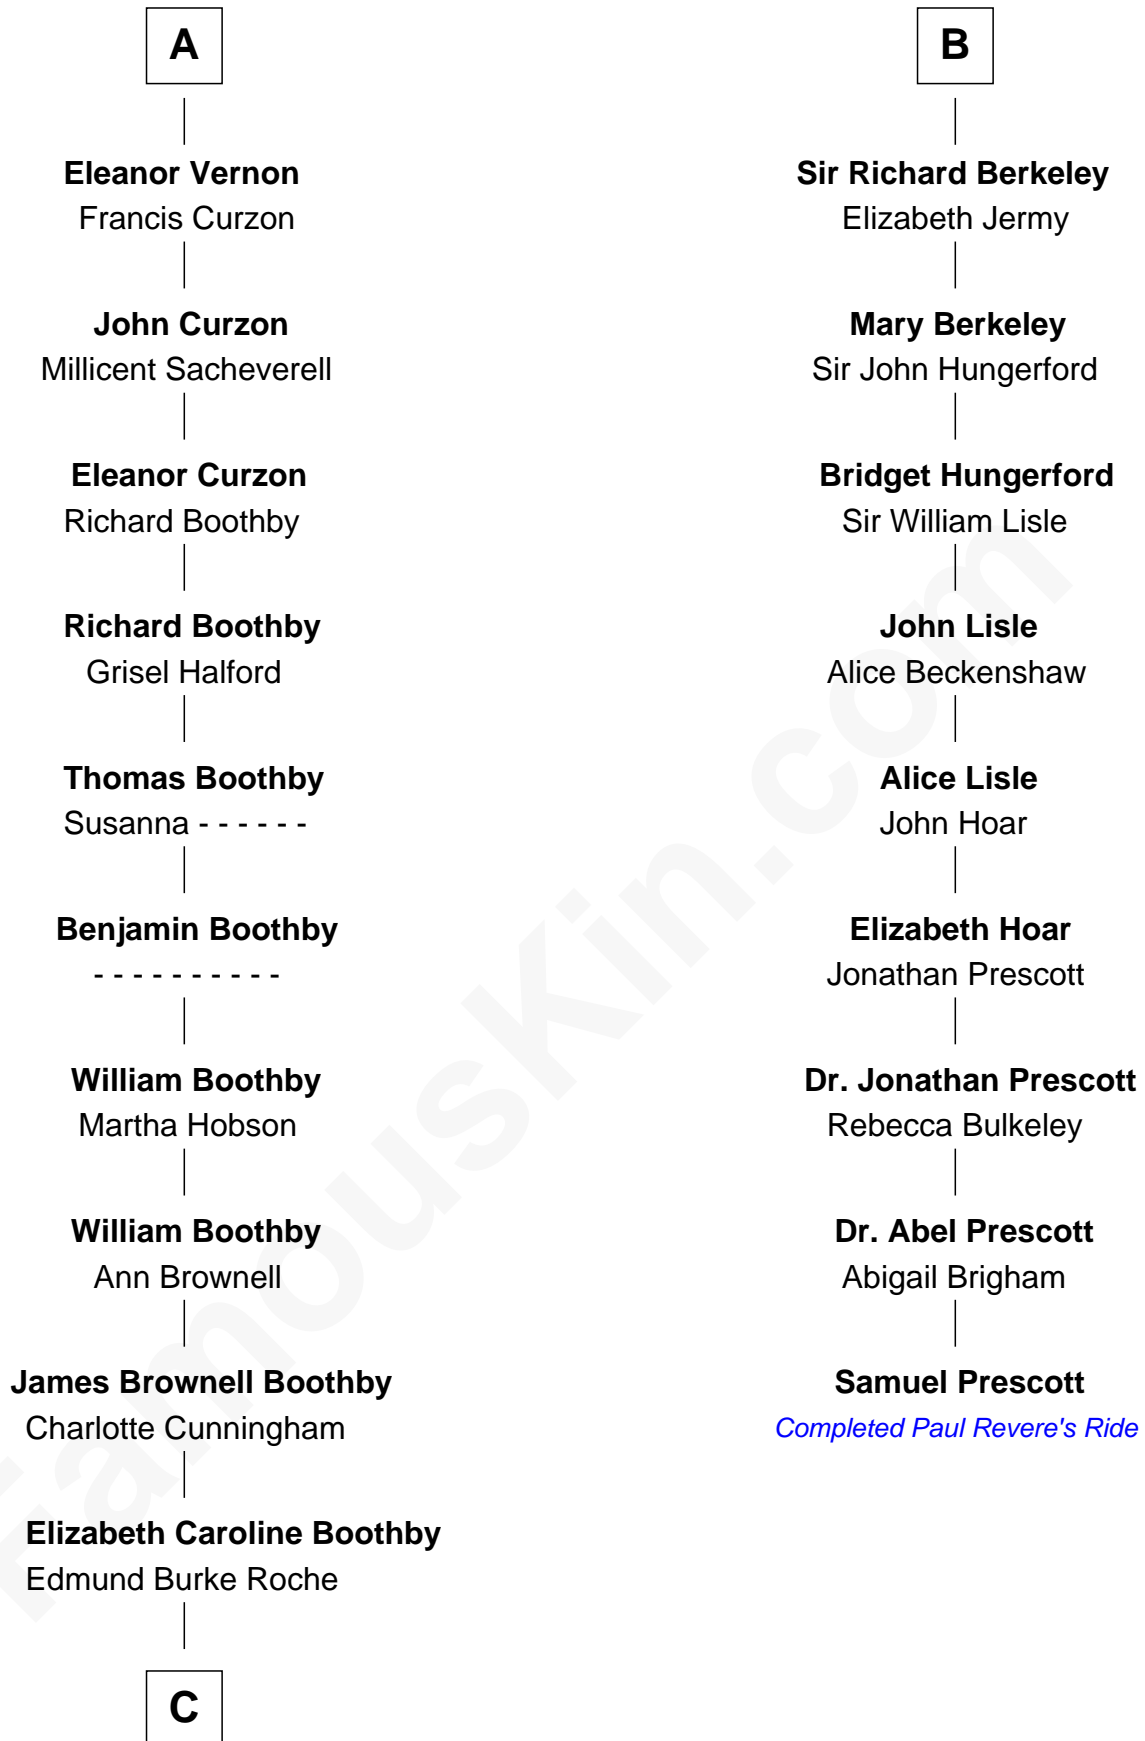 A
Eleanor Vernon
Francis Curzon
John Curzon
Millicent Sacheverell
Eleanor Curzon
Richard Boothby
Richard Boothby
Grisel Halford
Thomas Boothby
Susanna - - - - - -
Benjamin Boothby
- - - - - - - - - -
William Boothby
Martha Hobson
William Boothby
Ann Brownell
James Brownell Boothby
Charlotte Cunningham
Elizabeth Caroline Boothby
Edmund Burke Roche
C
B
Sir Richard Berkeley
Elizabeth Jermy
Mary Berkeley
Sir John Hungerford
Bridget Hungerford
Sir William Lisle
John Lisle
Alice Beckenshaw
Alice Lisle
John Hoar
Elizabeth Hoar
Jonathan Prescott
Dr. Jonathan Prescott
Rebecca Bulkeley
Dr. Abel Prescott
Abigail Brigham
Samuel Prescott
Completed Paul Revere's Ride
FamousKin.com